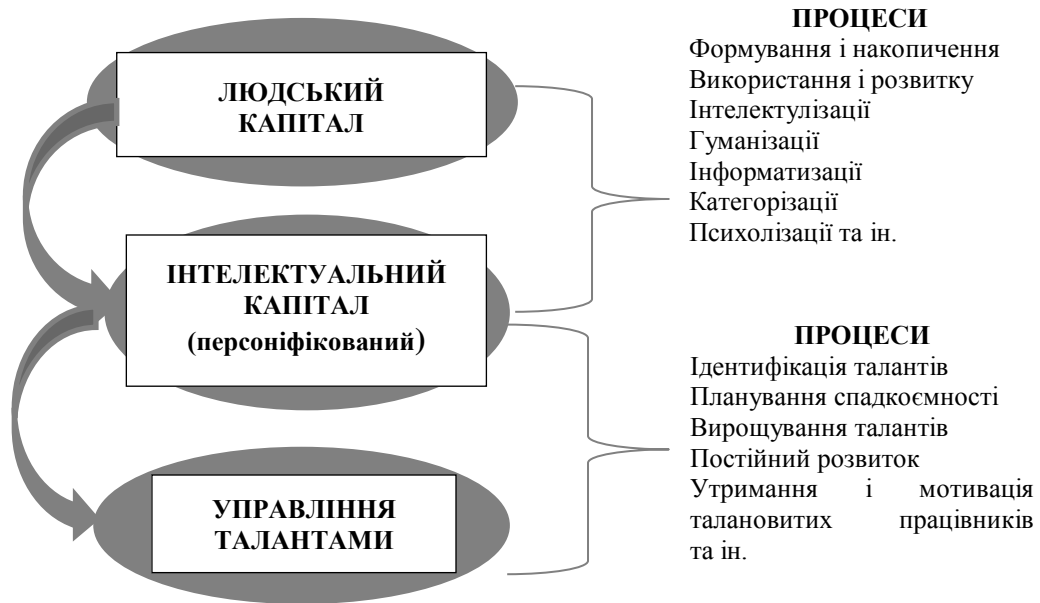 ЛЮДСЬКИЙ
КАПІТАЛ
ПРОЦЕСИ
Формування і накопичення
Використання і розвитку
Інтелектулізації
Гуманізації
Інформатизації
Категорізації
Психолізації та ін.
ІНТЕЛЕКТУАЛЬНИЙ
КАПІТАЛ
(персоніфікований)
ПРОЦЕСИ
Ідентифікація талантів
Планування спадкоємності
Вирощування талантів
Постійний розвиток
Утримання і мотивація
талановитих працівників
та ін.
УПРАВЛІННЯ
ТАЛАНТАМИ